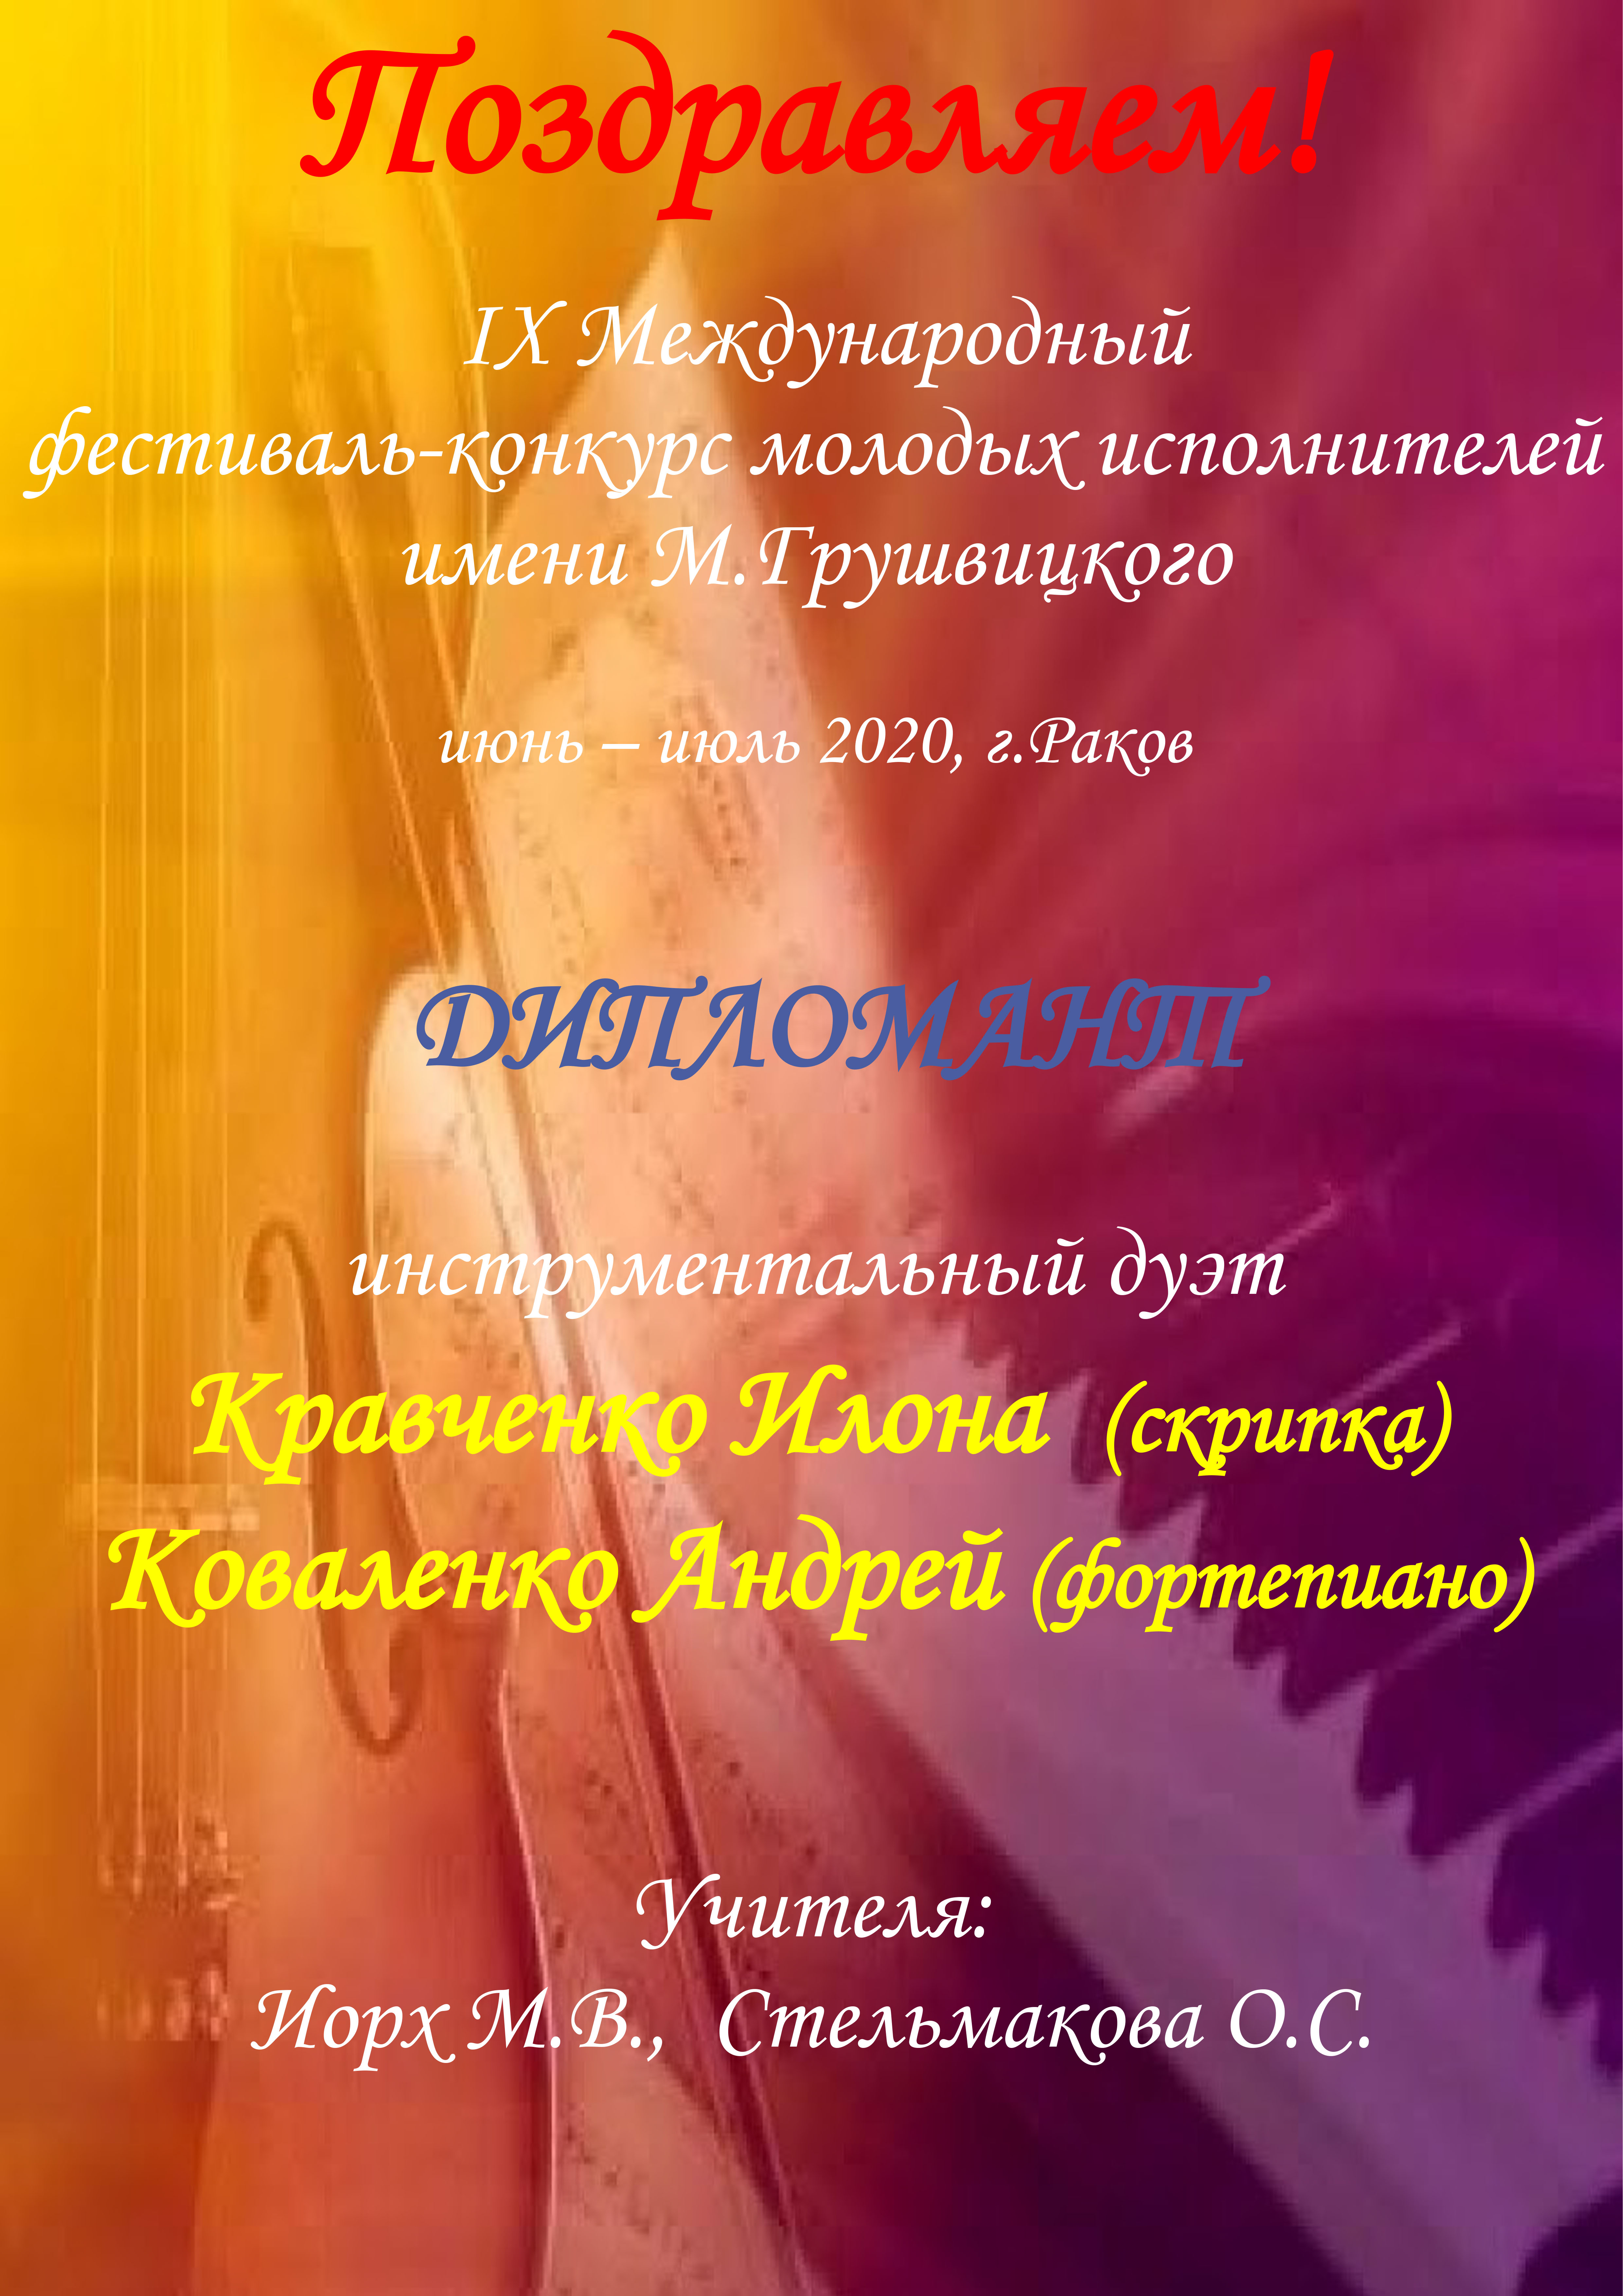 Поздравляем!
IX Международный
фестиваль-конкурс молодых исполнителей
имени М.Грушвицкого
июнь – июль 2020, г.Раков
ДИПЛОМАНТ
инструментальный дуэт
Кравченко Илона (скрипка)
Коваленко Андрей (фортепиано)
Учителя:
Иорх М.В., Стельмакова О.С.